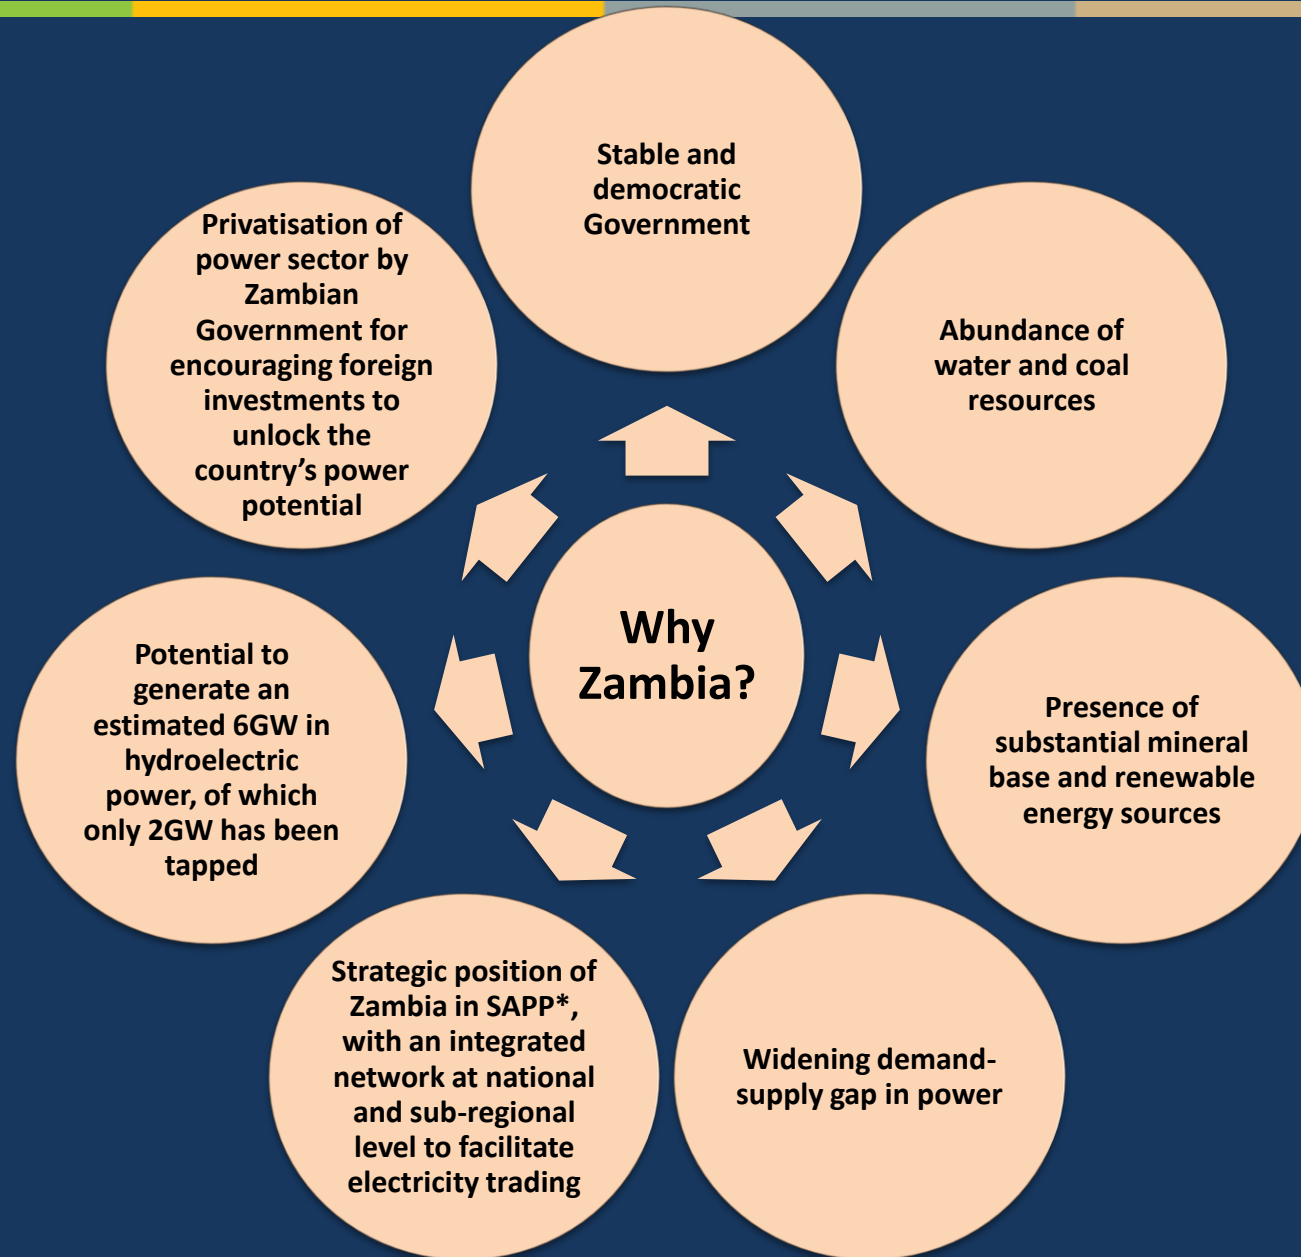 Why
Zambia?
Stable and
democratic
Government
Abundance of
water and coal
resources
Presence of
substantial mineral
base and renewable
energy sources
Widening demand-
supply gap in power
Strategic position of
Zambia in SAPP*,
with an integrated
network at national
and sub-regional
level to facilitate
electricity trading
Potential to
generate an
estimated 6GW in
hydroelectric
power, of which
only 2GW has been
tapped
Privatisation of
power sector by
Zambian
Government for
encouraging foreign
investments to
unlock the
country’s power
potential